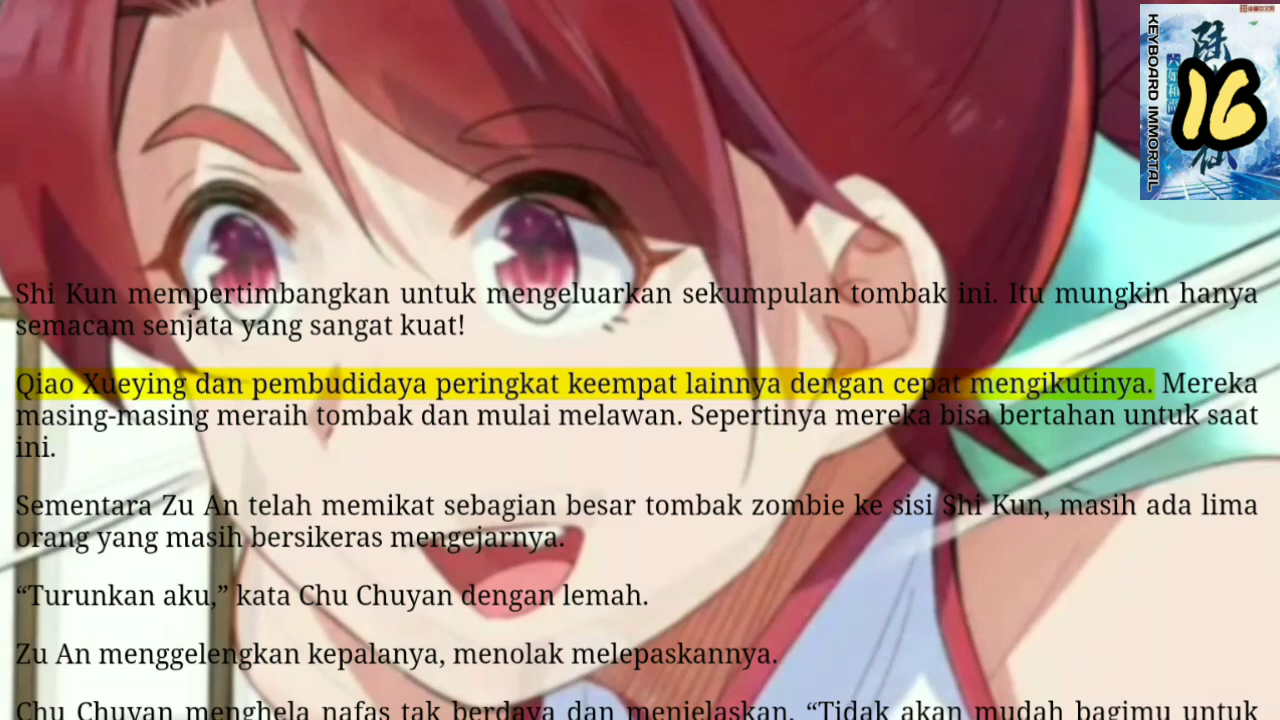 KEYBOARD IMMORTAL
16
Shi Kun mempertimbangkan untuk mengeluarkan sekumpulan tombak ini. Itu mungkin hanya
semacam senjata yang sangat kuat!
Qiao Xueying dan pembudidaya peringkat keempat lainnya dengan cepat mengikutinya. Mereka
masing-masing meraih tombak dan mulai melawan. Sepertinya mereka bisa bertahan untuk saat
ini.
Sementara Zu An telah memikat sebagian besar tombak zombie ke sisi Shi Kun, masih ada lima
orang yang masih bersikeras mengejarnya.
“Turunkan aku,” kata Chu Chuyan dengan lemah.
Zu An menggelengkan kepalanya, menolak melepaskannya.
Chu Chuyan menghela nafas tak berdaya dan menjelaskan, “Tidak akan mudah bagimu untuk